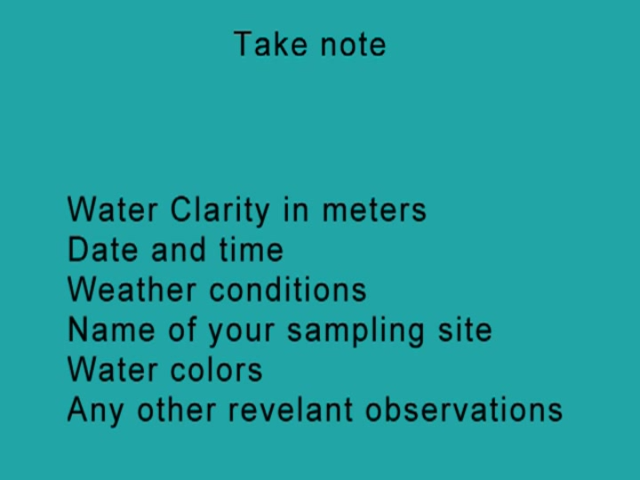 Take note
Water Clarity in meters
Date and time
Weather conditions
Name of your sampling site
Water colors
Any other revelant observations